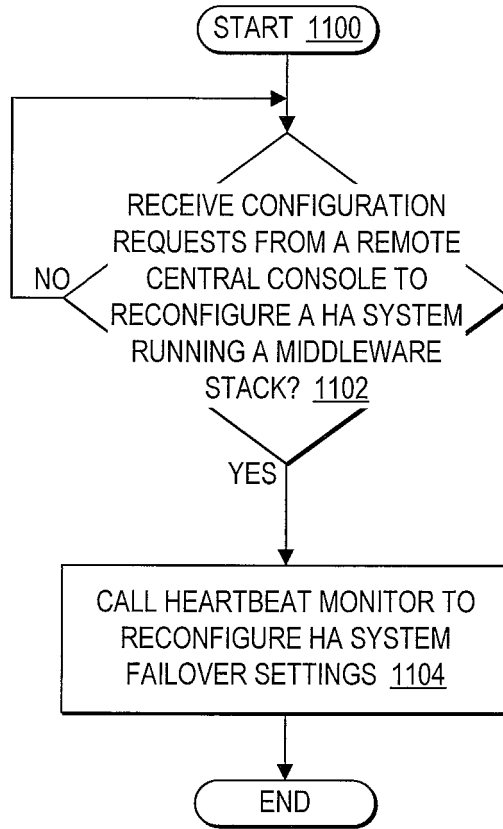 START 1100
RECEIVE CONFIGURATION
REQUESTS FROM A REMOTE
CENTRAL CONSOLE TO
RECONFIGURE A HA SYSTEM
RUNNING A MIDDLEWARE
STACK? 1102
NO
YES
CALL HEARTBEAT MONITOR TO
RECONFIGURE HA SYSTEM
FAILOVER SETTINGS 1104
END